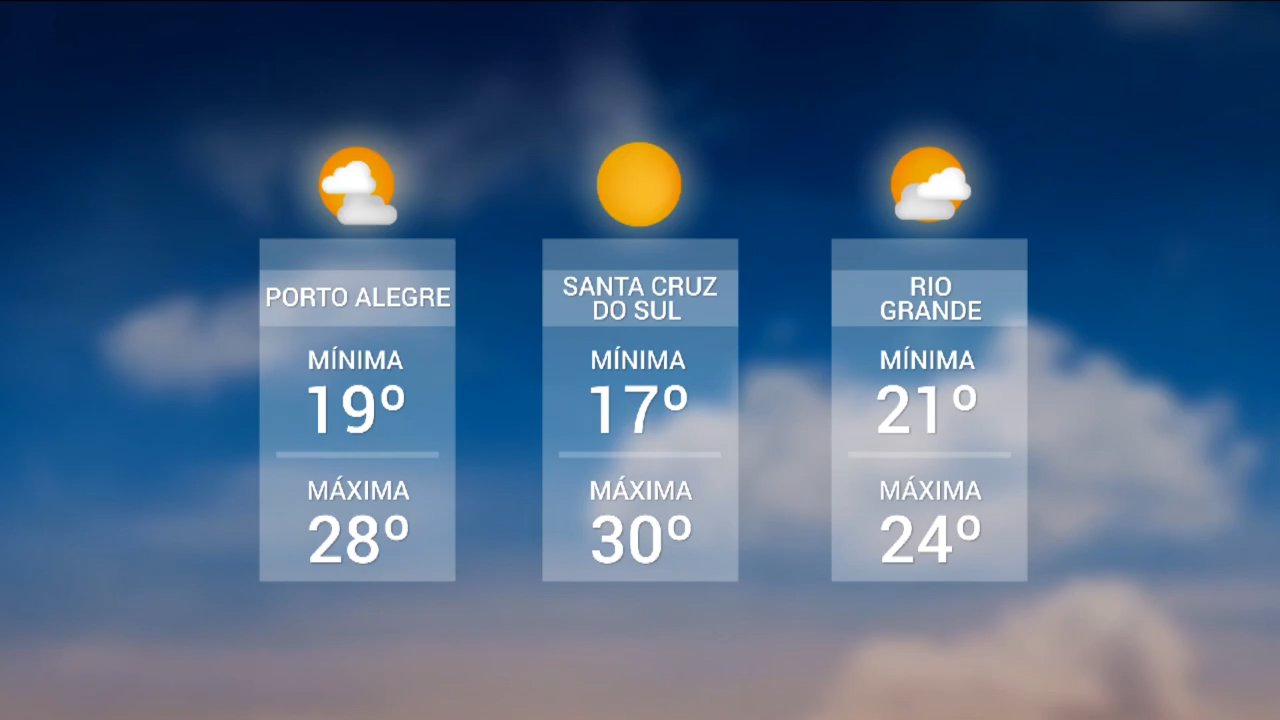 PORTO ALEGRE
MÍNIMA
19º
MÁXIMA
28º
SANTA CRUZ
DO SUL
MÍNIMA
17º
MÁXIMA
30º
RIO
GRANDE
MÍNIMA
21º
MÁXIMA
24º